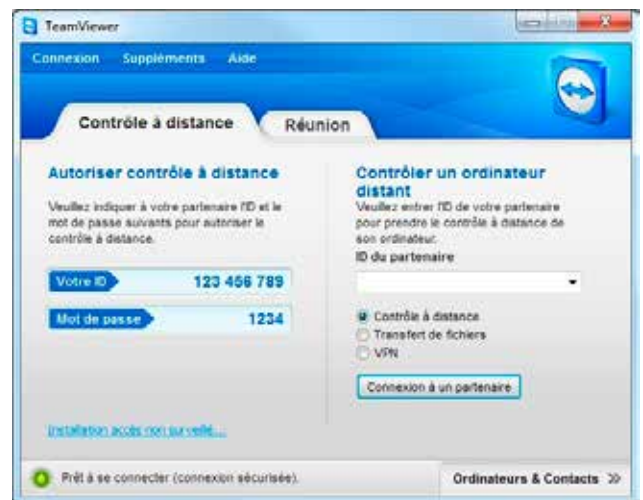 TeamViewer
Connexion Suppléments Aide
Contrôle à distance
Réunion
Autoriser contrôle à distance
Veuillez indiquer à votre partenaire l'ID et le
mot de passe suivants pour autoriser le
contrôle à distance.
Votre ID 123 456 789
Mot de passe 1234
Installation accès non surveillé...
Contrôler un ordinateur
distant
Veuillez entrer l'ID de votre partenaire
pour prendre le contrôle à distance de
son ordinateur.
ID du partenaire
Contrôle à distance
Transfert de fichiers
VPN
Connexion à un partenaire
Prêt à se connecter (connexion sécurisée).
Ordinateurs & Contacts